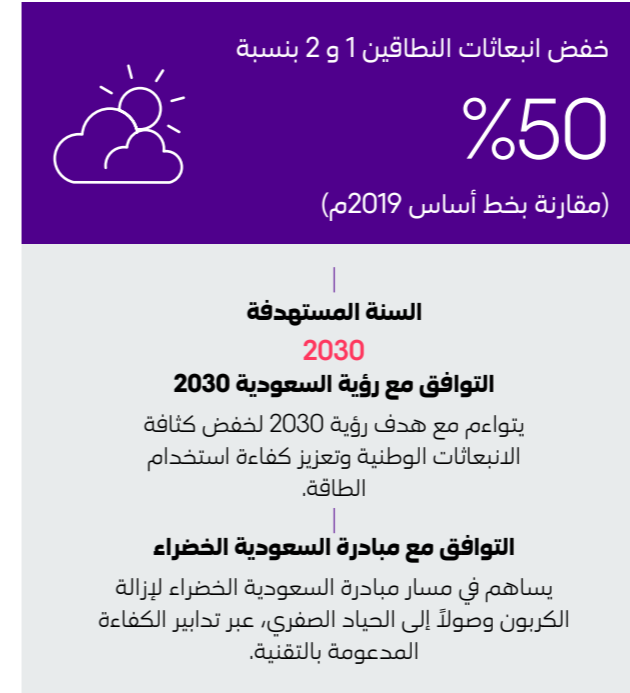 خفض انبعاثات النطاقين 1 و 2 بنسبة
%50
(مقارنة بخط أساس 2019م)
السنة المستهدفة
2030
التوافق مع رؤية السعودية 2030
يتواءم مع هدف رؤية 2030 لخفض كثافة
الانبعاثات الوطنية وتعزيز كفاءة استخدام
الطاقة.
التوافق مع مبادرة السعودية الخضراء
يساهم في مسار مبادرة السعودية الخضراء لإزالة
الكربون وصولاً إلى الحياد الصفري، عبر تدابير الكفاءة
المدعومة بالتقنية.